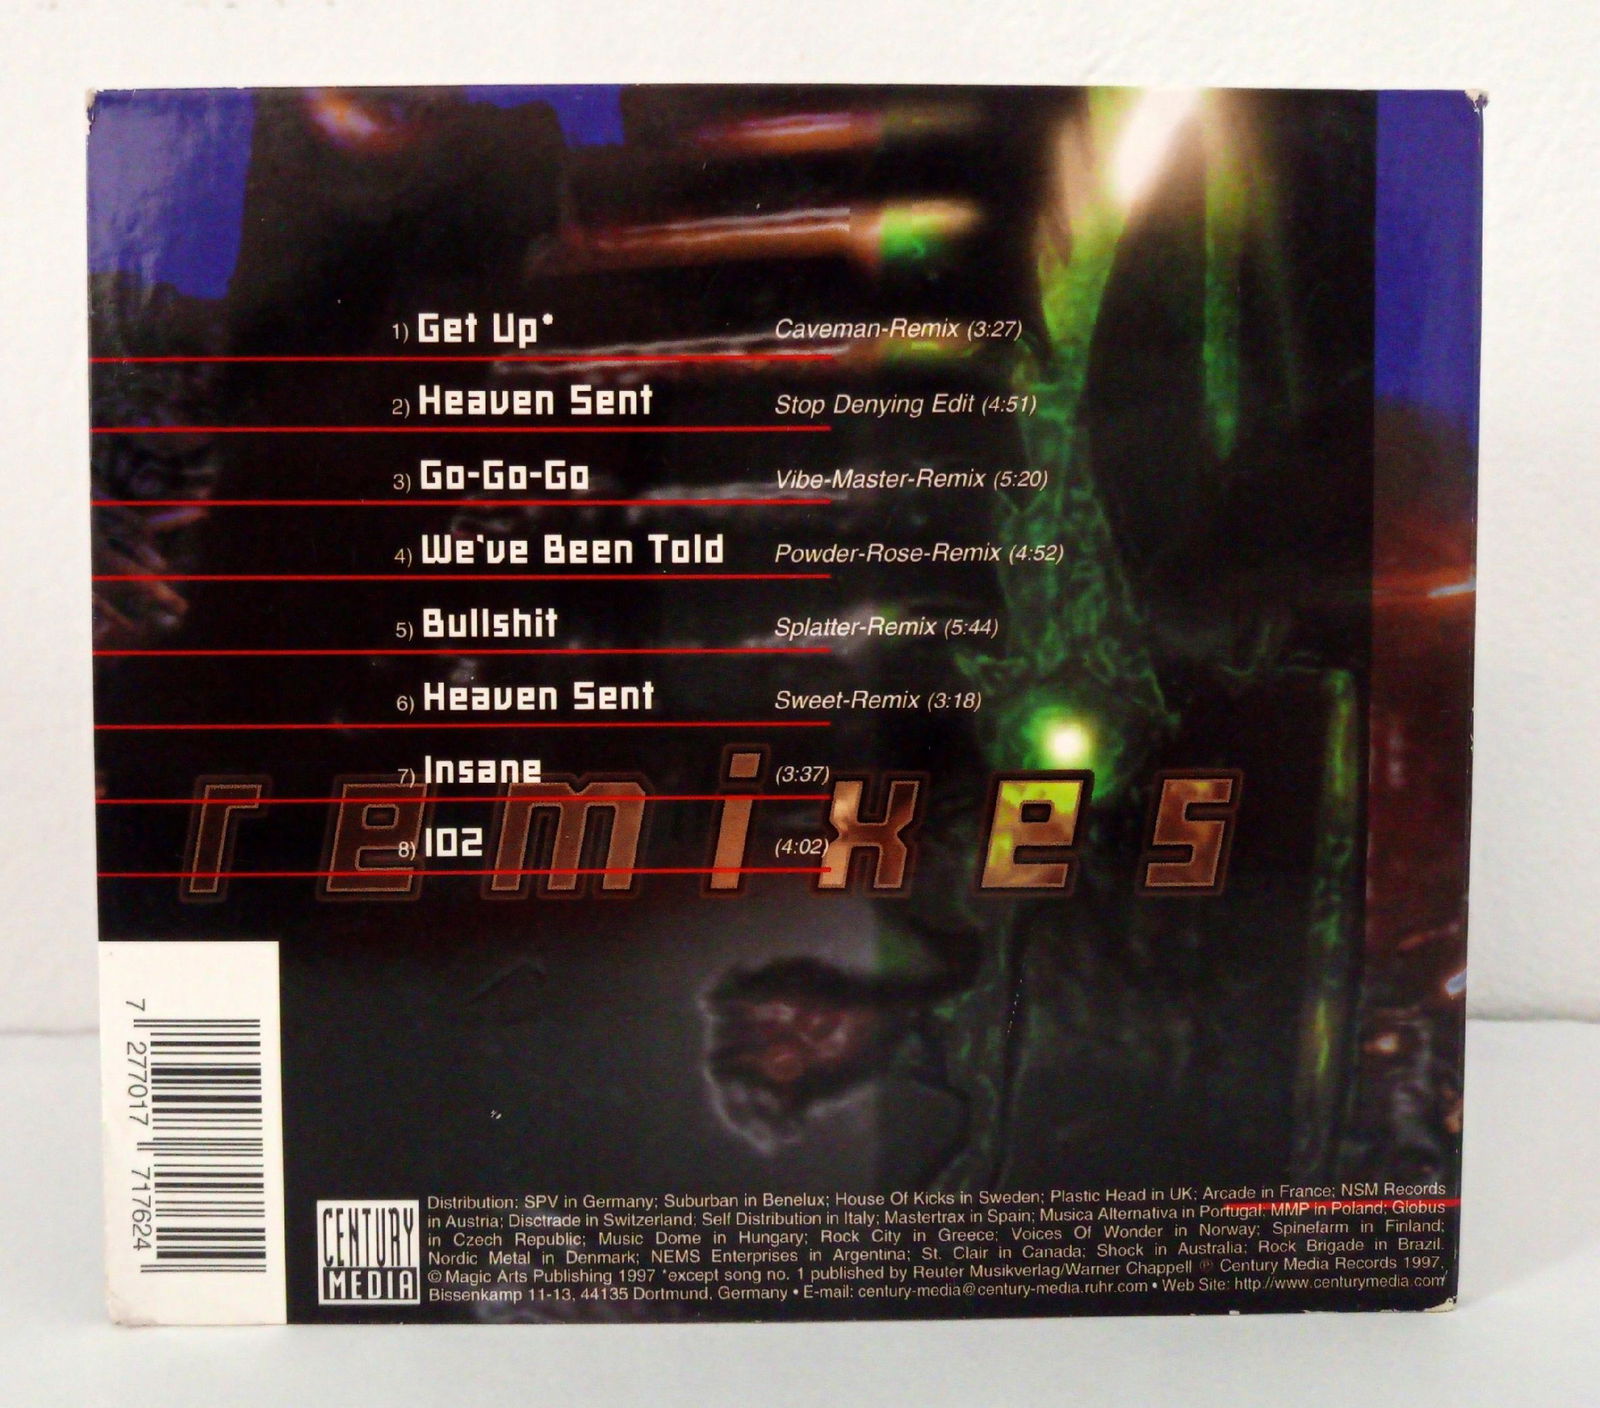 1) Get Up* Caveman-Remix (3:27)
2) Heaven Sent Stop Denying Edit (4:51)
3) Go-Go-Go Vibe-Master-Remix (5:20)
4) We've Been Told Powder-Rose-Remix (4:52)
5) Bullshit Splatter-Remix (5:44)
6) Heaven Sent Sweet-Remix (3:18)
7) Insane (3:37)
8) 102 (4:02)
remixes
7 277017 717624
CENTURY
MEDIA
Distribution: SPV in Germany; Suburban in Benelux; House Of Kicks in Sweden; Plastic Head in UK; Arcade in France; NSM Records
in Austria; Disctrade in Switzerland; Self Distribution in Italy; Mastertrax in Spain; Musica Alternativa in Portugal; MMP in Poland; Globus
in Czech Republic; Music Dome in Hungary; Rock City in Greece; Voices Of Wonder in Norway; Spinefarm in Finland;
Nordic Metal in Denmark; NEMS Enterprises in Argentina; St. Clair in Canada; Shock in Australia; Rock Brigade in Brazil.
© Magic Arts Publishing 1997 *except song no. 1 published by Reuter Musikverlag/Warner Chappell ℗ Century Media Records 1997.
Bissenkamp 11-13, 44135 Dortmund, Germany • E-mail: century-media@century-media.ruhr.com • Web Site: http://www.centurymedia.com